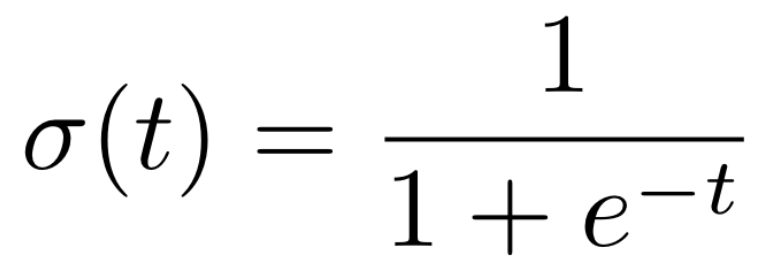 σ(t) = 1 / (1 + e^{-t})